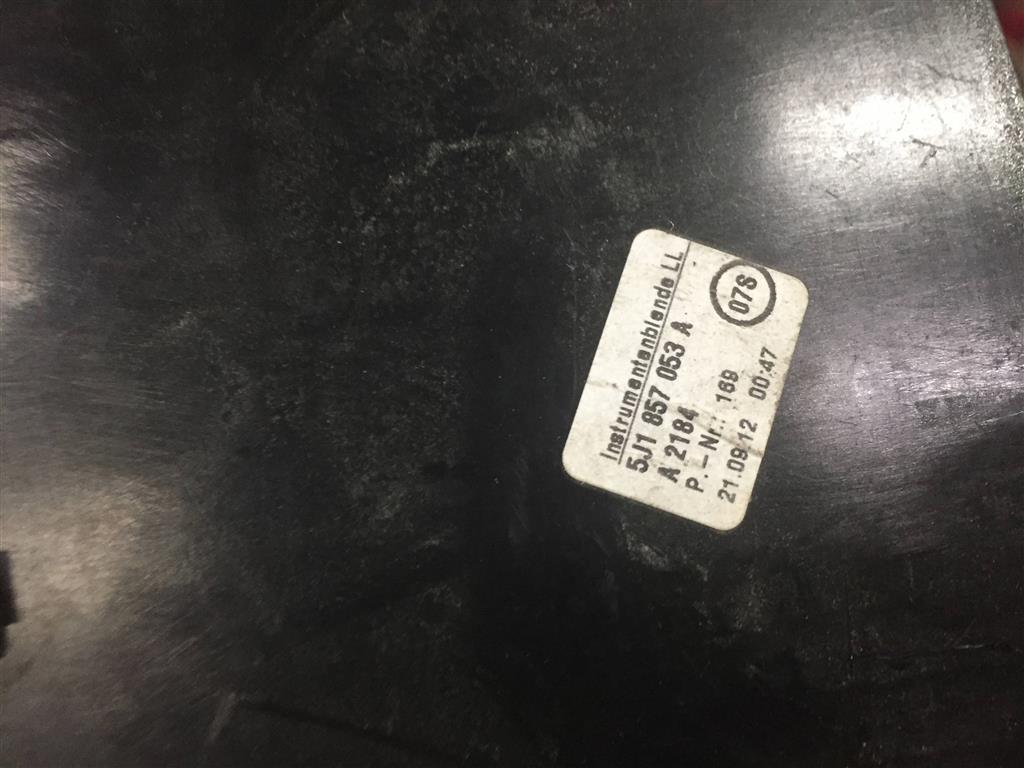 Instrumentenblende LL
5J1 857 053 A
A 2184
P.-Nr.: 169
21.09.12 00:47
07S